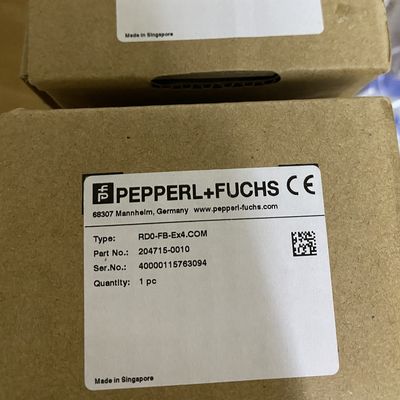 Made in Singapore
PEPPERL+FUCHS CE
68307 Mannheim, Germany www.pepperl-fuchs.com
Type: RD0-FB-Ex4.COM
Part No.: 204715-0010
Ser.No.: 40000115763094
Quantity: 1 pc
Made in Singapore